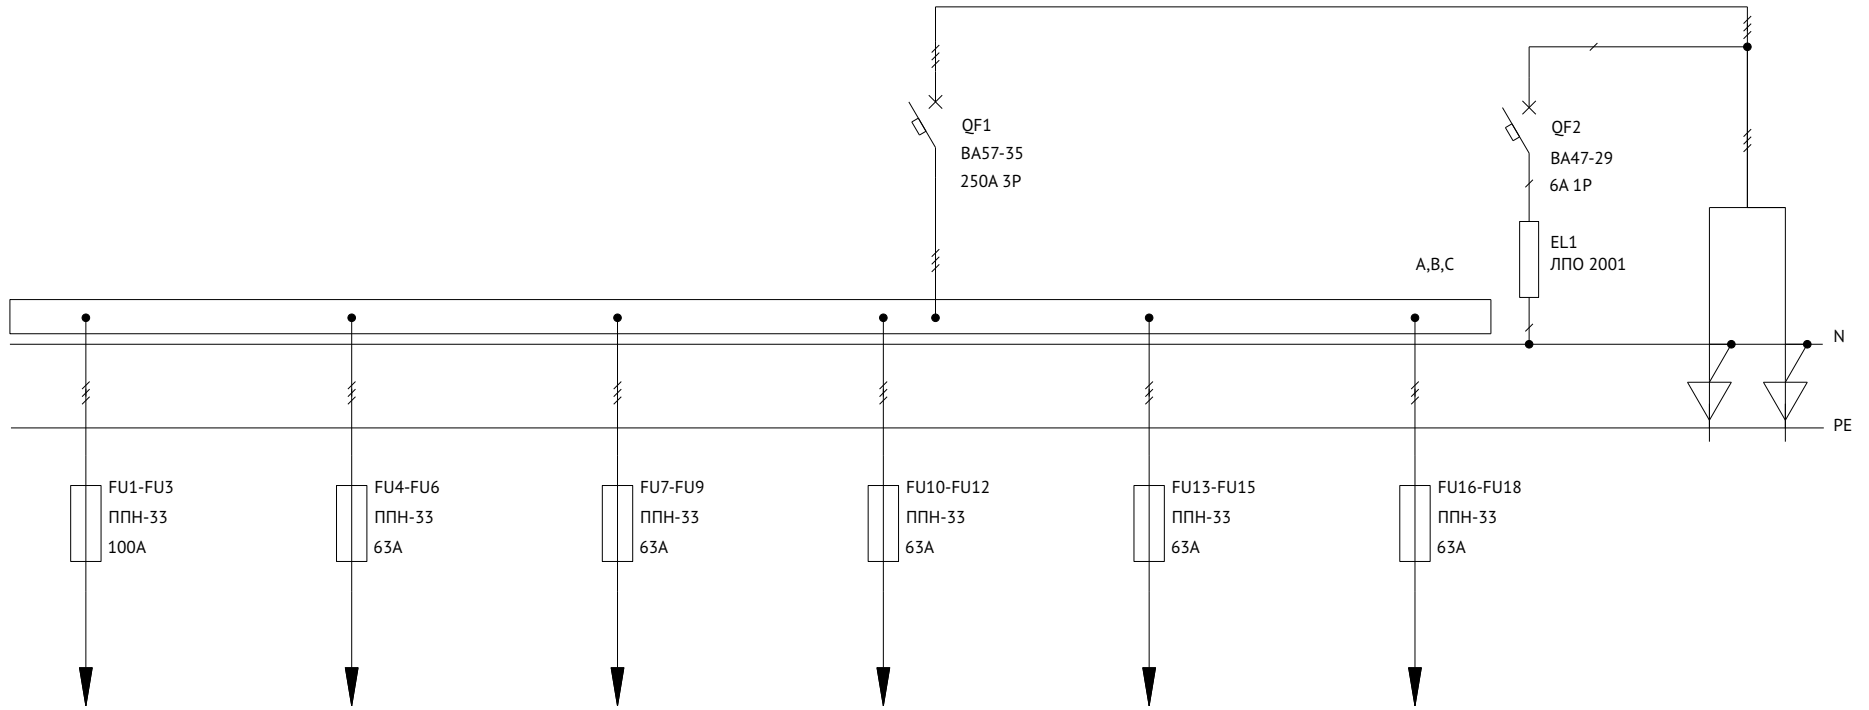 QF1
ВА57-35
250А 3Р
QF2
ВА47-29
6А 1Р
EL1
ЛПО 2001
A,B,C
N
PE
FU1-FU3
ППН-33
100А
FU4-FU6
ППН-33
63А
FU7-FU9
ППН-33
63А
FU10-FU12
ППН-33
63А
FU13-FU15
ППН-33
63А
FU16-FU18
ППН-33
63А